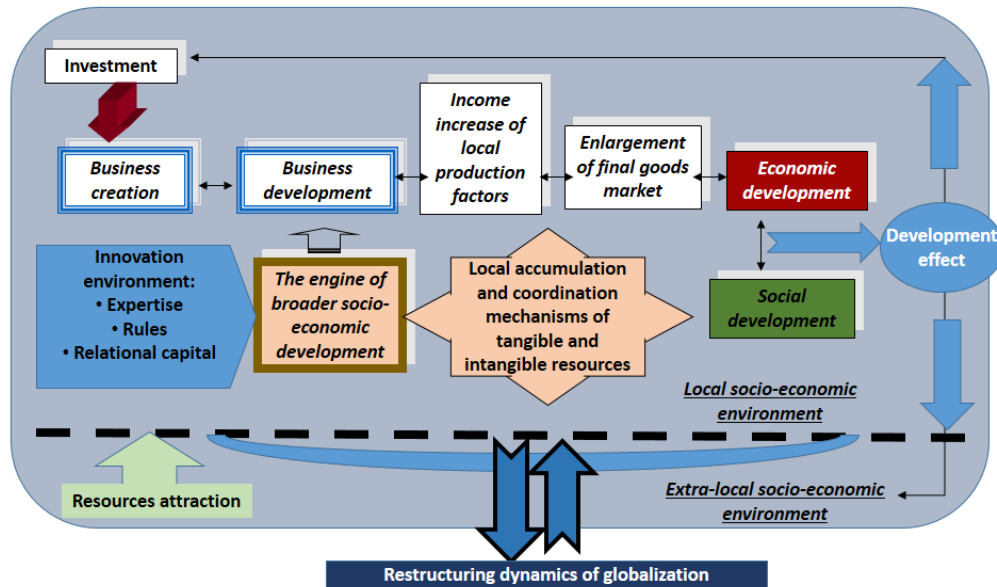 Investment
Business
creation
Business
development
Income
increase of
local
production
factors
Enlargement
of final goods
market
Economic
development
Development
effect
Innovation
environment:
• Expertise
• Rules
• Relational capital
The engine of
broader socio-
economic
development
Local accumulation
and coordination
mechanisms of
tangible and
intangible resources
Social
development
Local socio-economic
environment
Resources attraction
Extra-local socio-economic
environment
Restructuring dynamics of globalization